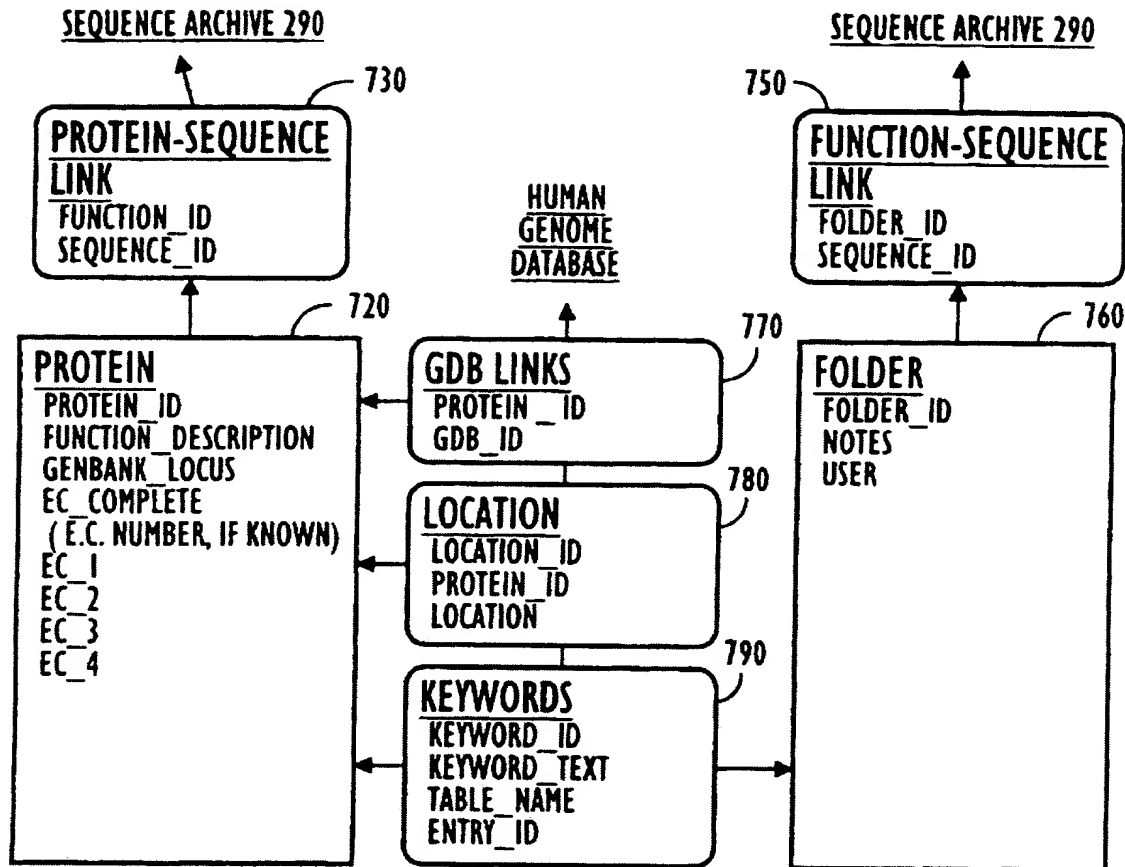 SEQUENCE ARCHIVE 290
730
PROTEIN-SEQUENCE
LINK
FUNCTION_ID
SEQUENCE_ID
720
PROTEIN
PROTEIN_ID
FUNCTION_DESCRIPTION
GENBANK_LOCUS
EC_COMPLETE
( E.C. NUMBER, IF KNOWN)
EC_1
EC_2
EC_3
EC_4
HUMAN
GENOME
DATABASE
770
GDB LINKS
PROTEIN_ID
GDB_ID
780
LOCATION
LOCATION_ID
PROTEIN_ID
LOCATION
790
KEYWORDS
KEYWORD_ID
KEYWORD_TEXT
TABLE_NAME
ENTRY_ID
SEQUENCE ARCHIVE 290
750
FUNCTION-SEQUENCE
LINK
FOLDER_ID
SEQUENCE_ID
760
FOLDER
FOLDER_ID
NOTES
USER